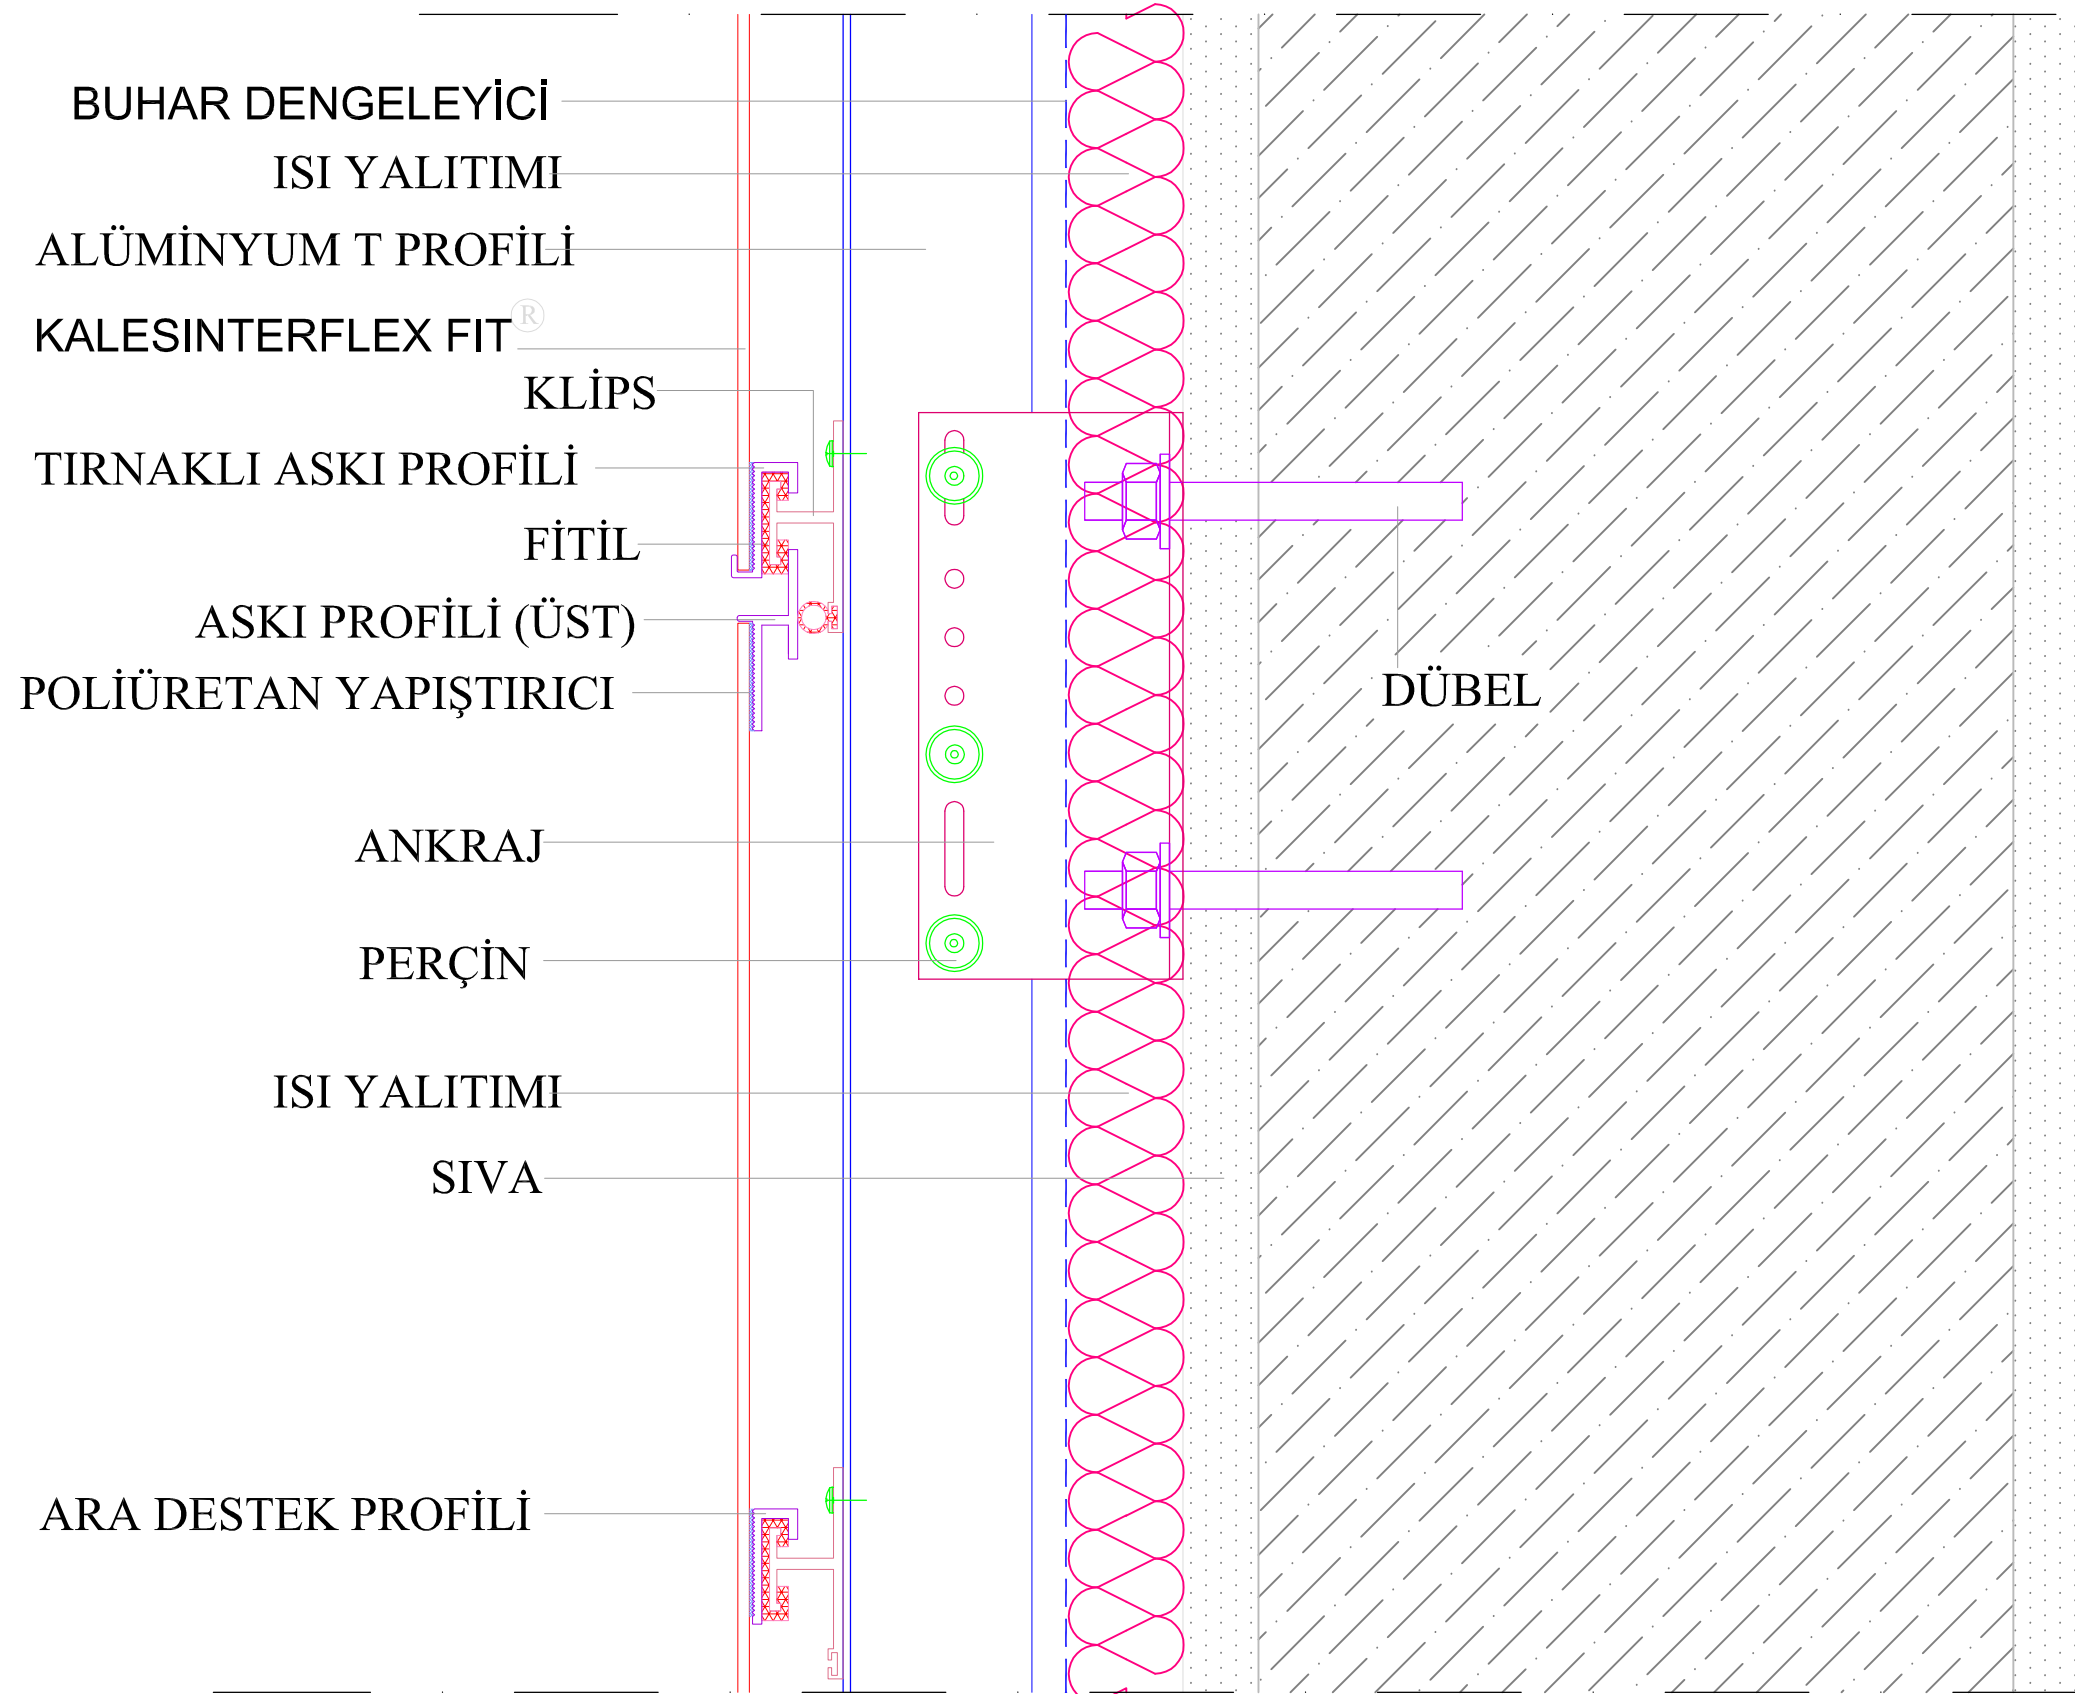 BUHAR DENGELEYİCİ
ISI YALITIMI
ALÜMİNYUM T PROFİLİ
KALESINTERFLEX FIT®
KLİPS
TIRNAKLI ASKI PROFİLİ
FİTİL
ASKI PROFİLİ (ÜST)
POLİÜRETAN YAPIŞTIRICI
DÜBEL
ANKRAJ
PERÇİN
ISI YALITIMI
SIVA
ARA DESTEK PROFİLİ